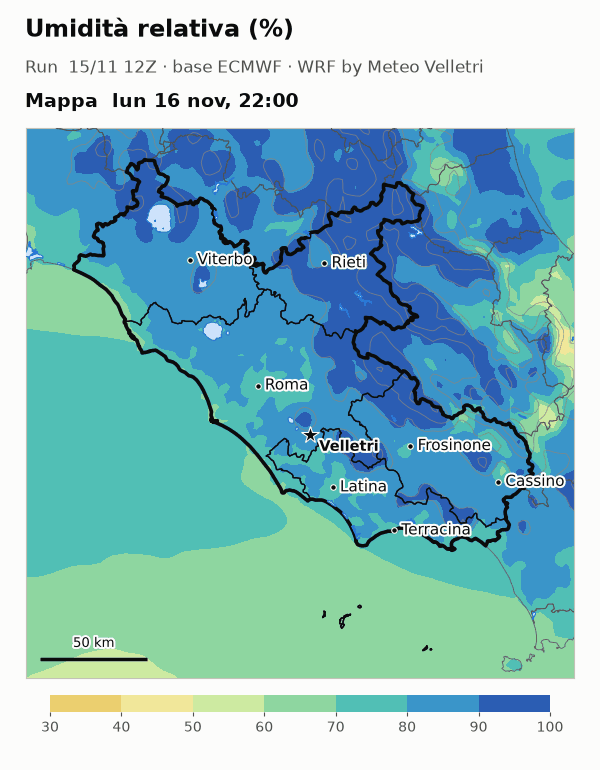 Umidità relativa (%)
Run  15/11 12Z · base ECMWF · WRF by Meteo Velletri
Mappa  lun 16 nov, 22:00
Viterbo
Rieti
Roma
Velletri
Frosinone
Cassino
Latina
Terracina
50 km
30 40 50 60 70 80 90 100